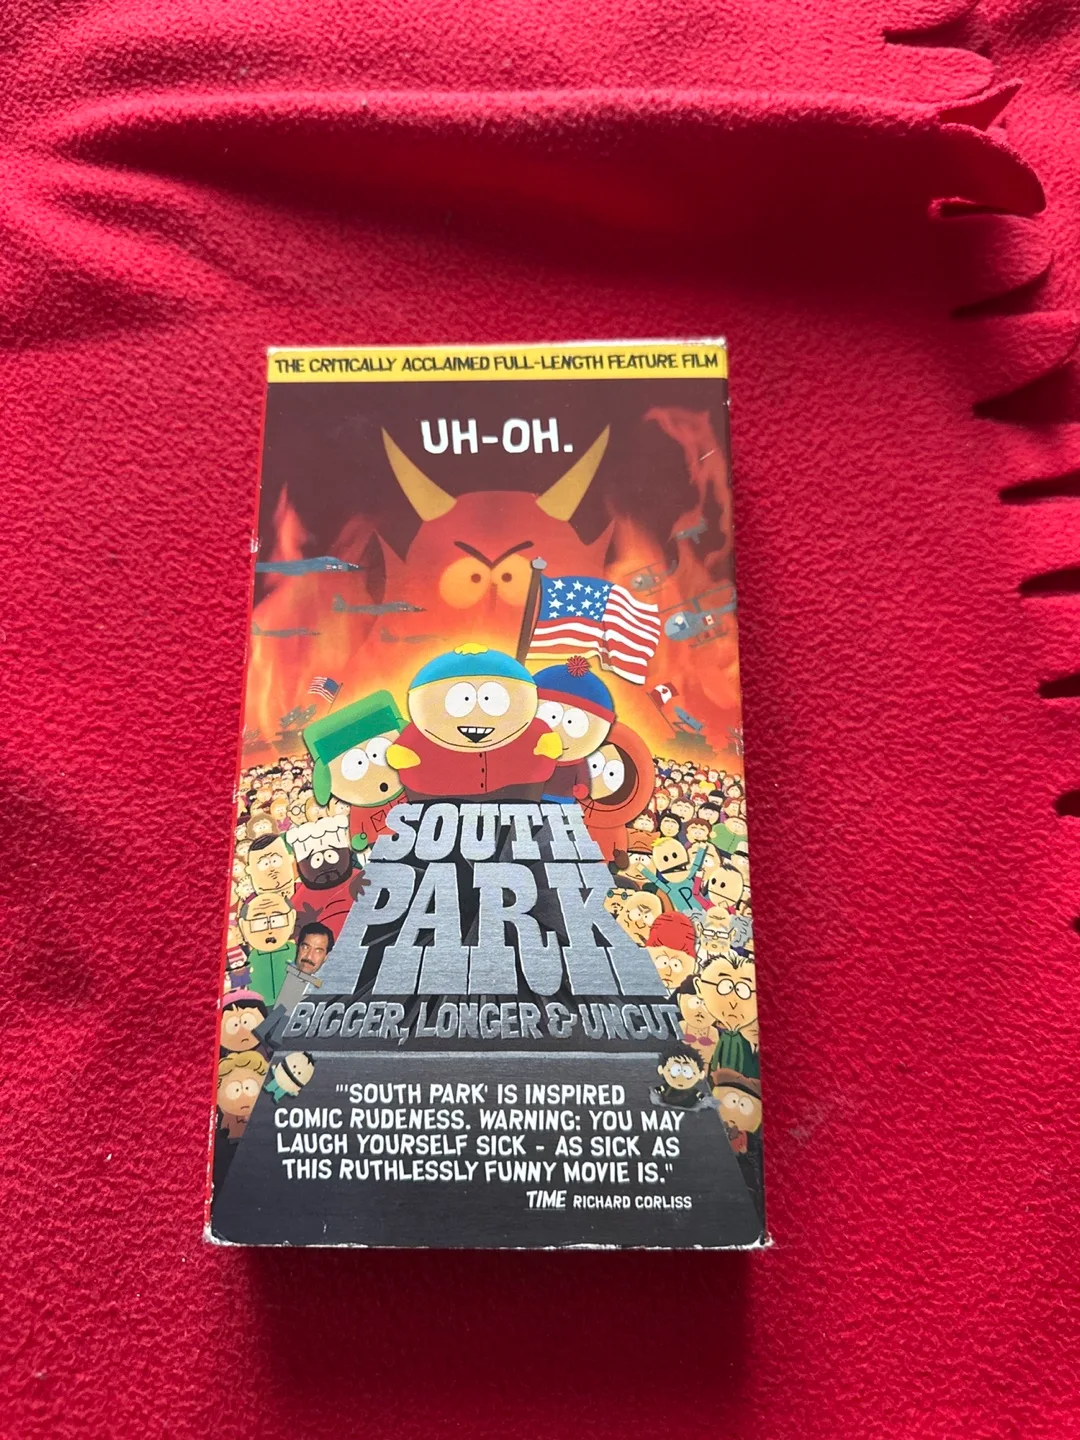 THE CRITICALLY ACCLAIMED FULL-LENGTH FEATURE FILM
UH-OH.
SOUTH
PARK
BIGGER, LONGER & UNCUT
"'SOUTH PARK' IS INSPIRED
COMIC RUDENESS. WARNING: YOU MAY
LAUGH YOURSELF SICK - AS SICK AS
THIS RUTHLESSLY FUNNY MOVIE IS."
TIME RICHARD CORLISS
P